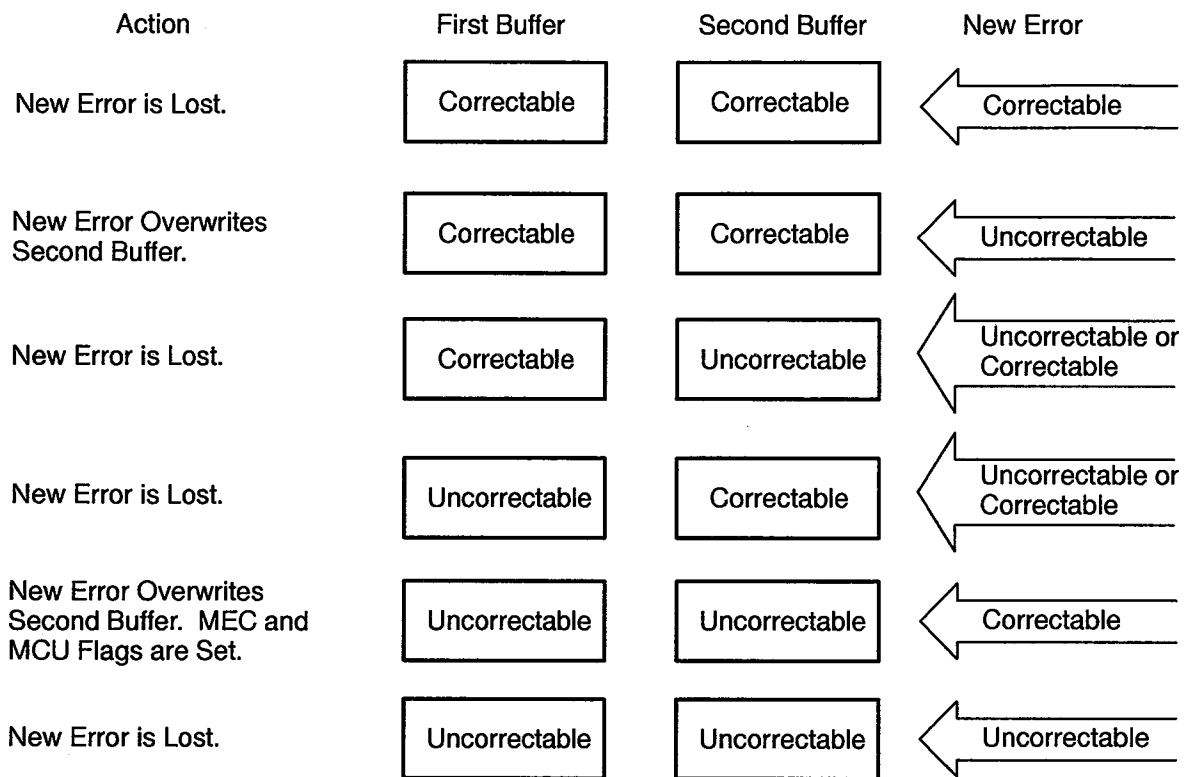 Action First Buffer Second Buffer New Error
New Error is Lost. Correctable Correctable Correctable
New Error Overwrites
Second Buffer. Correctable Correctable Uncorrectable
New Error is Lost. Correctable Uncorrectable Uncorrectable or
Correctable
New Error is Lost. Uncorrectable Correctable Uncorrectable or
Correctable
New Error Overwrites
Second Buffer. MEC and Uncorrectable Uncorrectable Correctable
MCU Flags are Set.
New Error is Lost. Uncorrectable Uncorrectable Uncorrectable